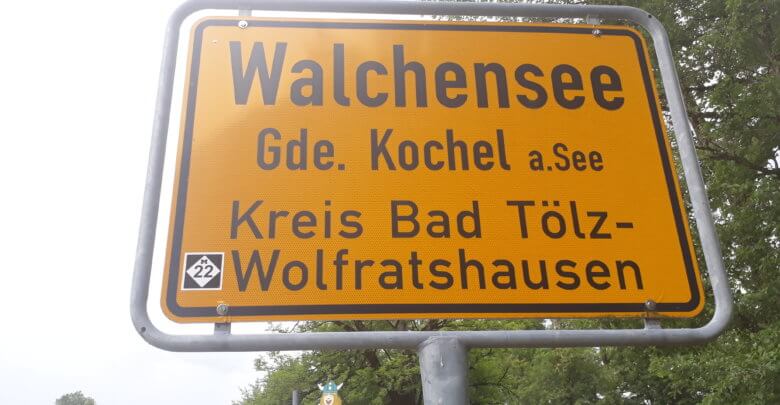 Walchensee
Gde. Kochel a.See
Kreis Bad Tölz-
Wolfratshausen
M
22